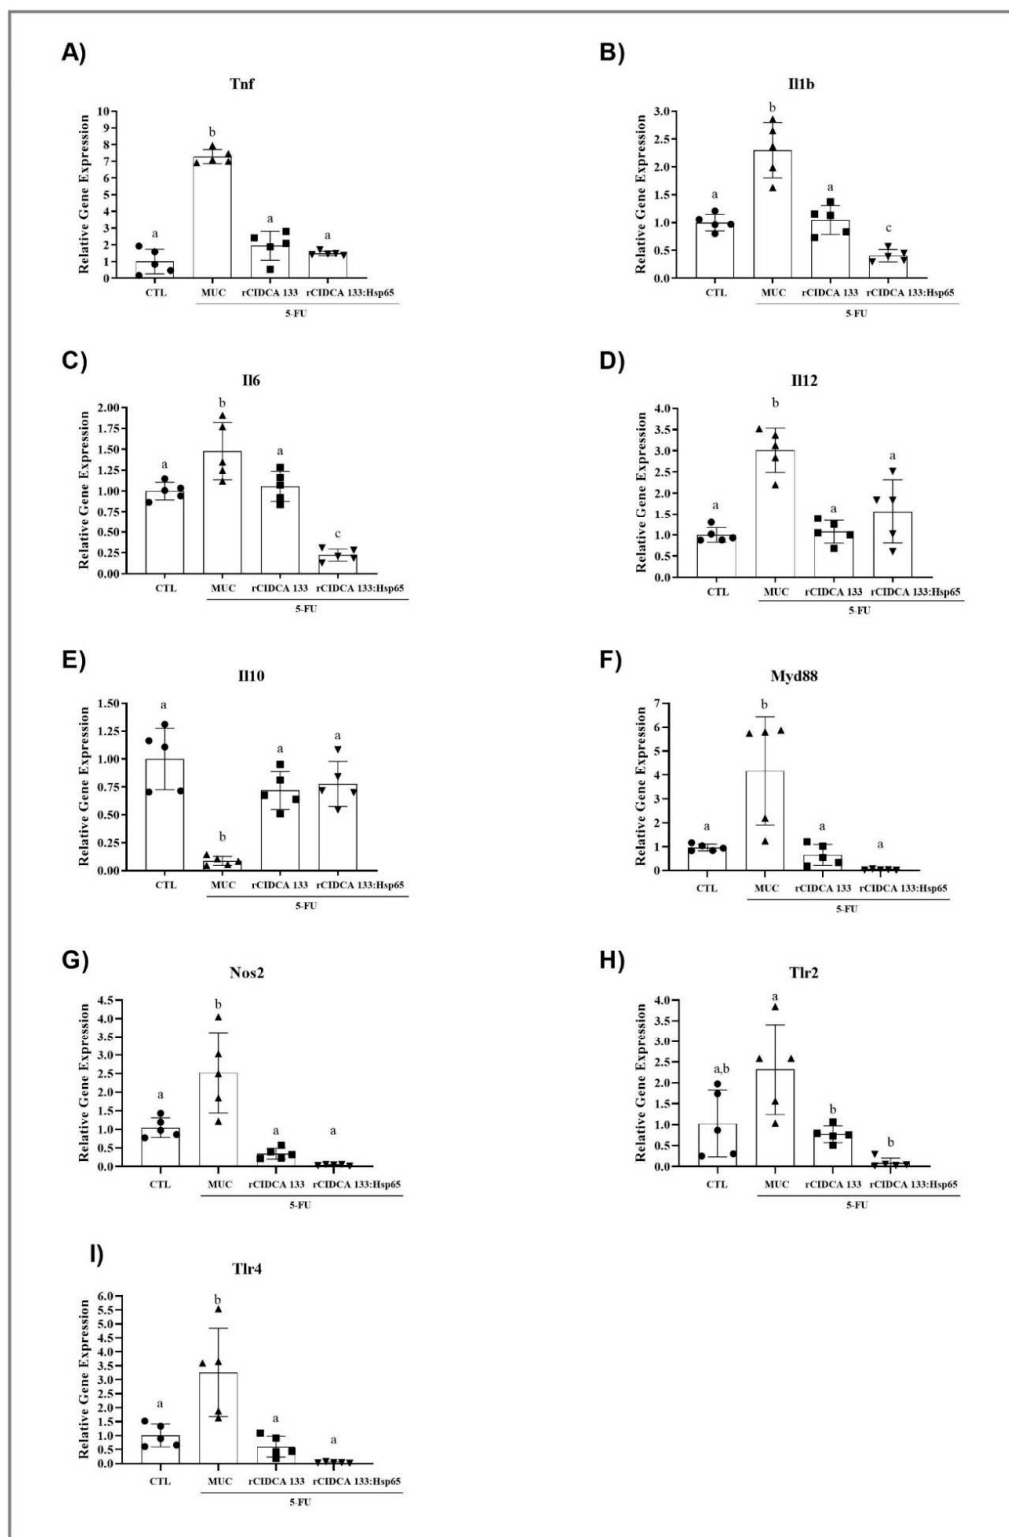 A)
Tnf
Relative Gene Expression
10
9
8
7
6
5
4
3
2
1
0
a
b
a
a
CTL MUC rCIDCA 133 rCIDCA 133:Hsp65
5-FU
B)
Il1b
Relative Gene Expression
3.0
2.5
2.0
1.5
1.0
0.5
0.0
a
b
a
c
CTL MUC rCIDCA 133 rCIDCA 133:Hsp65
5-FU
C)
Il6
Relative Gene Expression
2.00
1.75
1.50
1.25
1.00
0.75
0.50
0.25
0.00
a
b
a
c
CTL MUC rCIDCA 133 rCIDCA 133:Hsp65
5-FU
D)
Il12
Relative Gene Expression
4.0
3.5
3.0
2.5
2.0
1.5
1.0
0.5
0.0
a
b
a
a
CTL MUC rCIDCA 133 rCIDCA 133:Hsp65
5-FU
E)
Il10
Relative Gene Expression
1.50
1.25
1.00
0.75
0.50
0.25
0.00
a
b
a
a
CTL MUC rCIDCA 133 rCIDCA 133:Hsp65
5-FU
F)
Myd88
Relative Gene Expression
7
6
5
4
3
2
1
0
a
b
a
a
CTL MUC rCIDCA 133 rCIDCA 133:Hsp65
5-FU
G)
Nos2
Relative Gene Expression
4.5
4.0
3.5
3.0
2.5
2.0
1.5
1.0
0.5
0.0
a
b
a
a
CTL MUC rCIDCA 133 rCIDCA 133:Hsp65
5-FU
H)
Tlr2
Relative Gene Expression
4.0
3.5
3.0
2.5
2.0
1.5
1.0
0.5
0.0
a,b
a
b
b
CTL MUC rCIDCA 133 rCIDCA 133:Hsp65
5-FU
I)
Tlr4
Relative Gene Expression
6.0
5.5
5.0
4.5
4.0
3.5
3.0
2.5
2.0
1.5
1.0
0.5
0.0
a
b
a
a
CTL MUC rCIDCA 133 rCIDCA 133:Hsp65
5-FU